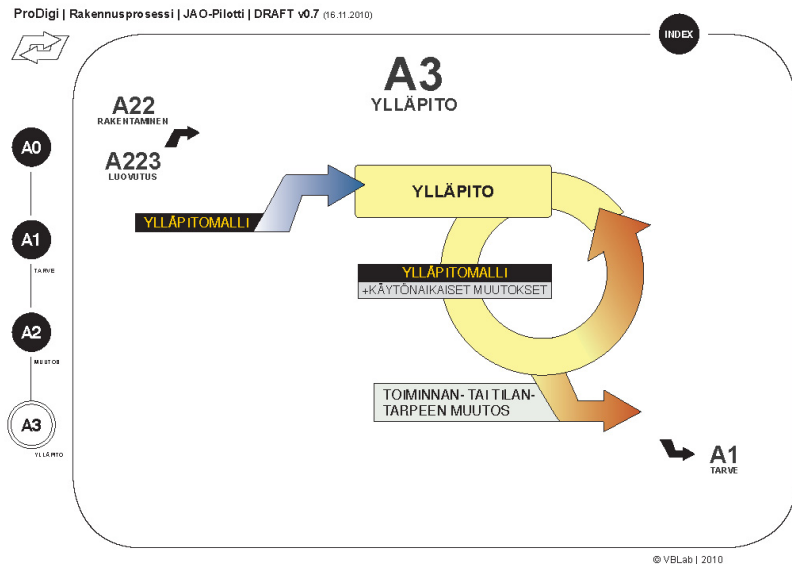 ProDigi | Rakennusprosessi | JAO-Pilotti | DRAFT v0.7 (16.11.2010)
INDEX
A3
YLLÄPITO
A22
RAKENTAMINEN
A223
LUOVUTUS
A0
A1
TARVE
A2
MUUTOS
A3
YLLÄPITO
YLLÄPITO
YLLÄPITOMALLI
YLLÄPITOMALLI
+KÄYTÖNAIKAISET MUUTOKSET
TOIMINNAN- TAI TILAN-
TARPEEN MUUTOS
A1
TARVE
© VBLab | 2010